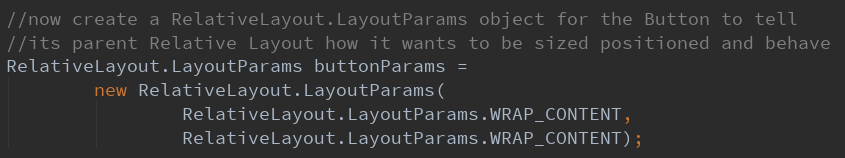 //now create a RelativeLayout.LayoutParams object for the Button to tell
//its parent Relative Layout how it wants to be sized positioned and behave
RelativeLayout.LayoutParams buttonParams =
new RelativeLayout.LayoutParams(
RelativeLayout.LayoutParams.WRAP_CONTENT,
RelativeLayout.LayoutParams.WRAP_CONTENT);